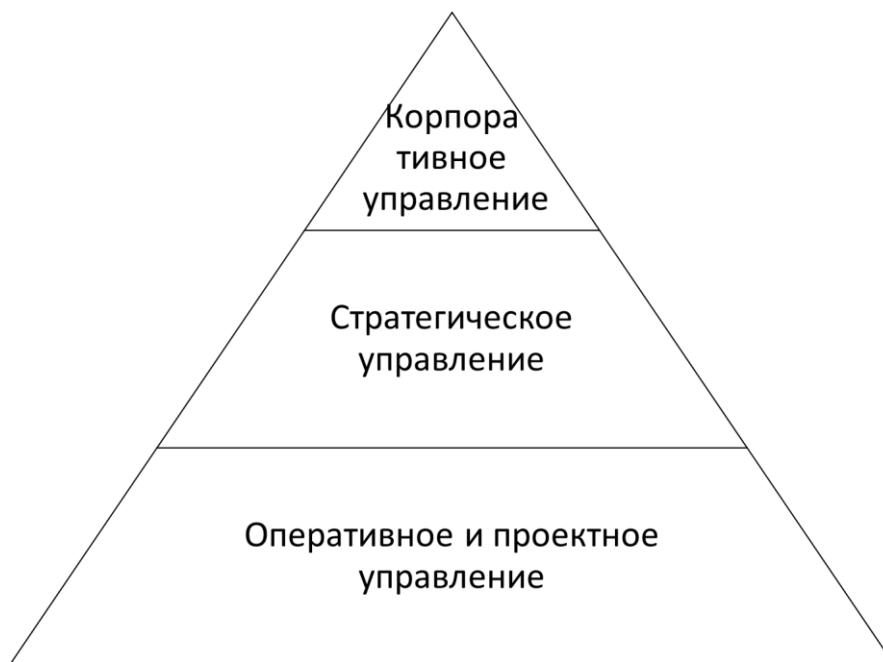 Корпора
тивное
управление
Стратегическое
управление
Оперативное и проектное
управление